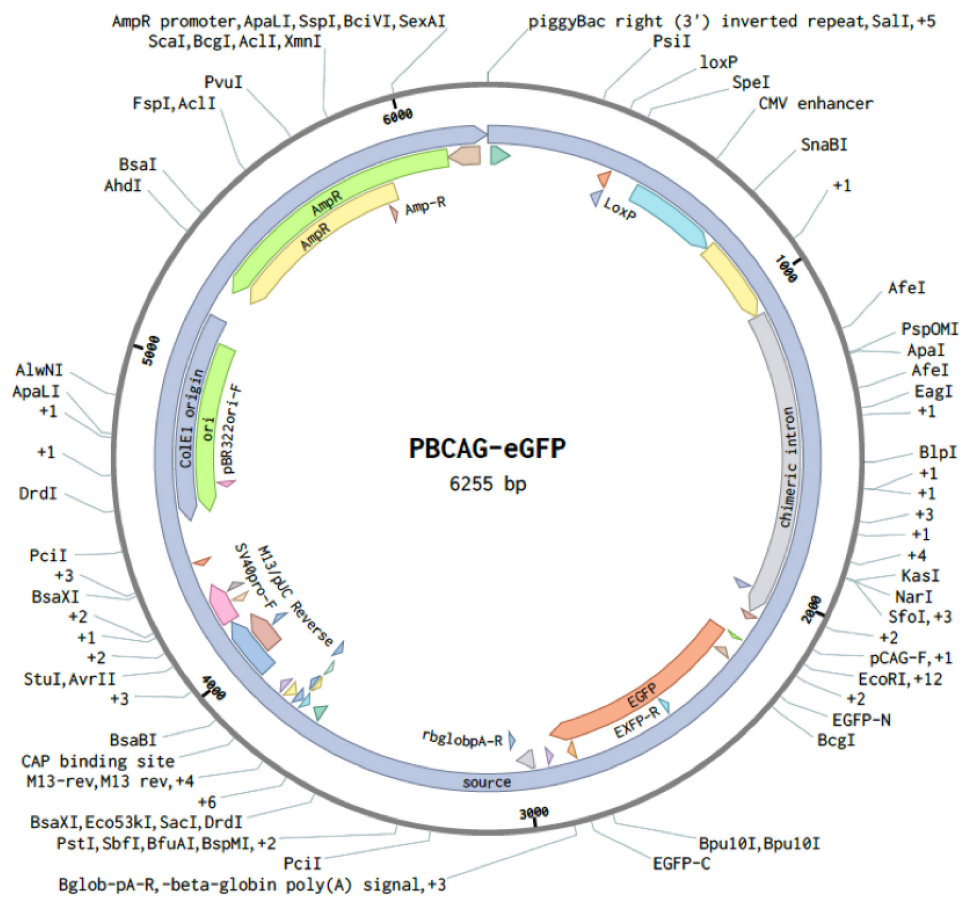 AmpR promoter,ApaLI,SspI,BciVI,SexAI
ScaI,BcgI,AclI,XmnI
PvuI
FspI,AclI
BsaI
AhdI
AlwNI
ApaLI
+1
+1
DrdI
PciI
+3
BsaXI
+2
+1
+2
StuI,AvrII
+3
BsaBI
CAP binding site
M13-rev,M13 rev,+4
+6
BsaXI,Eco53kI,SacI,DrdI
PstI,SbfI,BfuAI,BspMI,+2
PciI
Bglob-pA-R,-beta-globin poly(A) signal,+3
piggyBac right (3') inverted repeat,SalI,+5
PsiI
loxP
SpeI
CMV enhancer
SnaBI
+1
AfeI
PspOMI
ApaI
AfeI
EagI
+1
BlpI
+1
+1
+3
+1
+4
KasI
NarI
SfoI,+3
+2
pCAG-F,+1
EcoRI,+12
+2
EGFP-N
BcgI
Bpu10I,Bpu10I
EGFP-C
6000
1000
2000
3000
4000
5000
AmpR
AmpR
Amp-R
LoxP
chimeric intron
EGFP
EXFP-R
rbglobpA-R
source
M13/pUC Reverse
SV40pro-F
ColE1 origin
ori
pBR322ori-F
PBCAG-eGFP
6255 bp